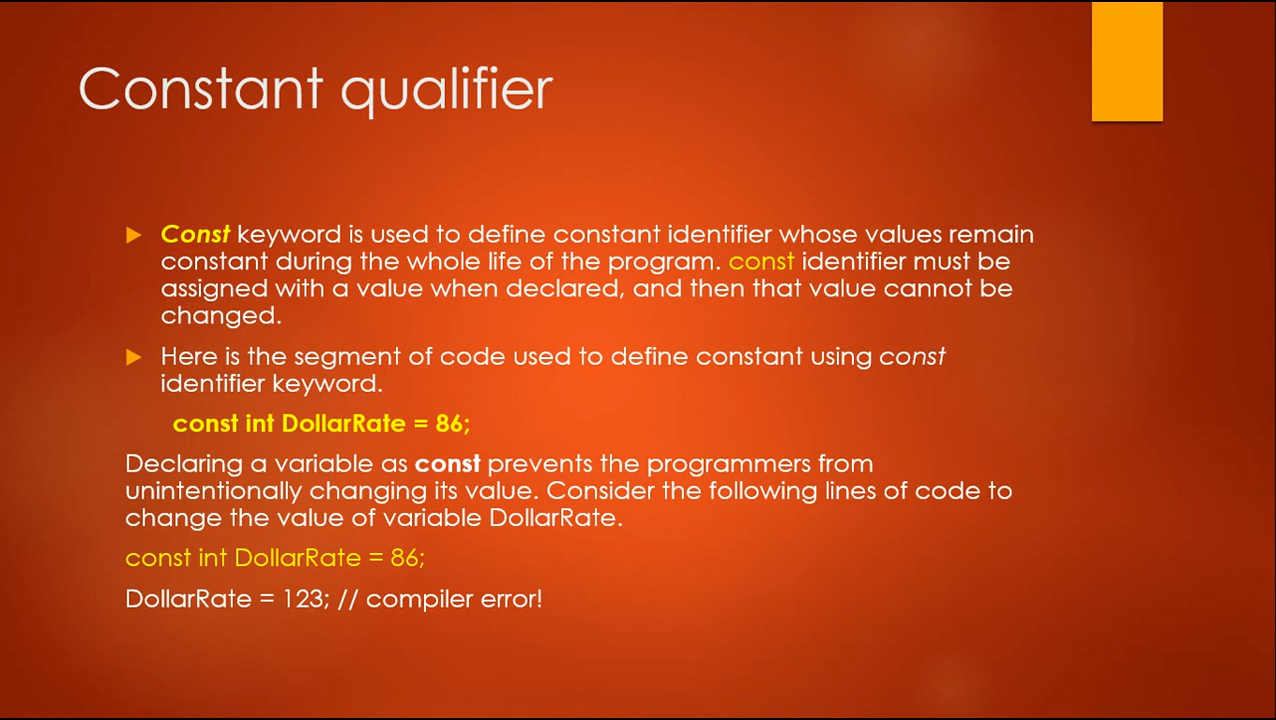 Constant qualifier
Const keyword is used to define constant identifier whose values remain
constant during the whole life of the program. const identifier must be
assigned with a value when declared, and then that value cannot be
changed.
Here is the segment of code used to define constant using const
identifier keyword.
const int DollarRate = 86;
Declaring a variable as const prevents the programmers from
unintentionally changing its value. Consider the following lines of code to
change the value of variable DollarRate.
const int DollarRate = 86;
DollarRate = 123; // compiler error!